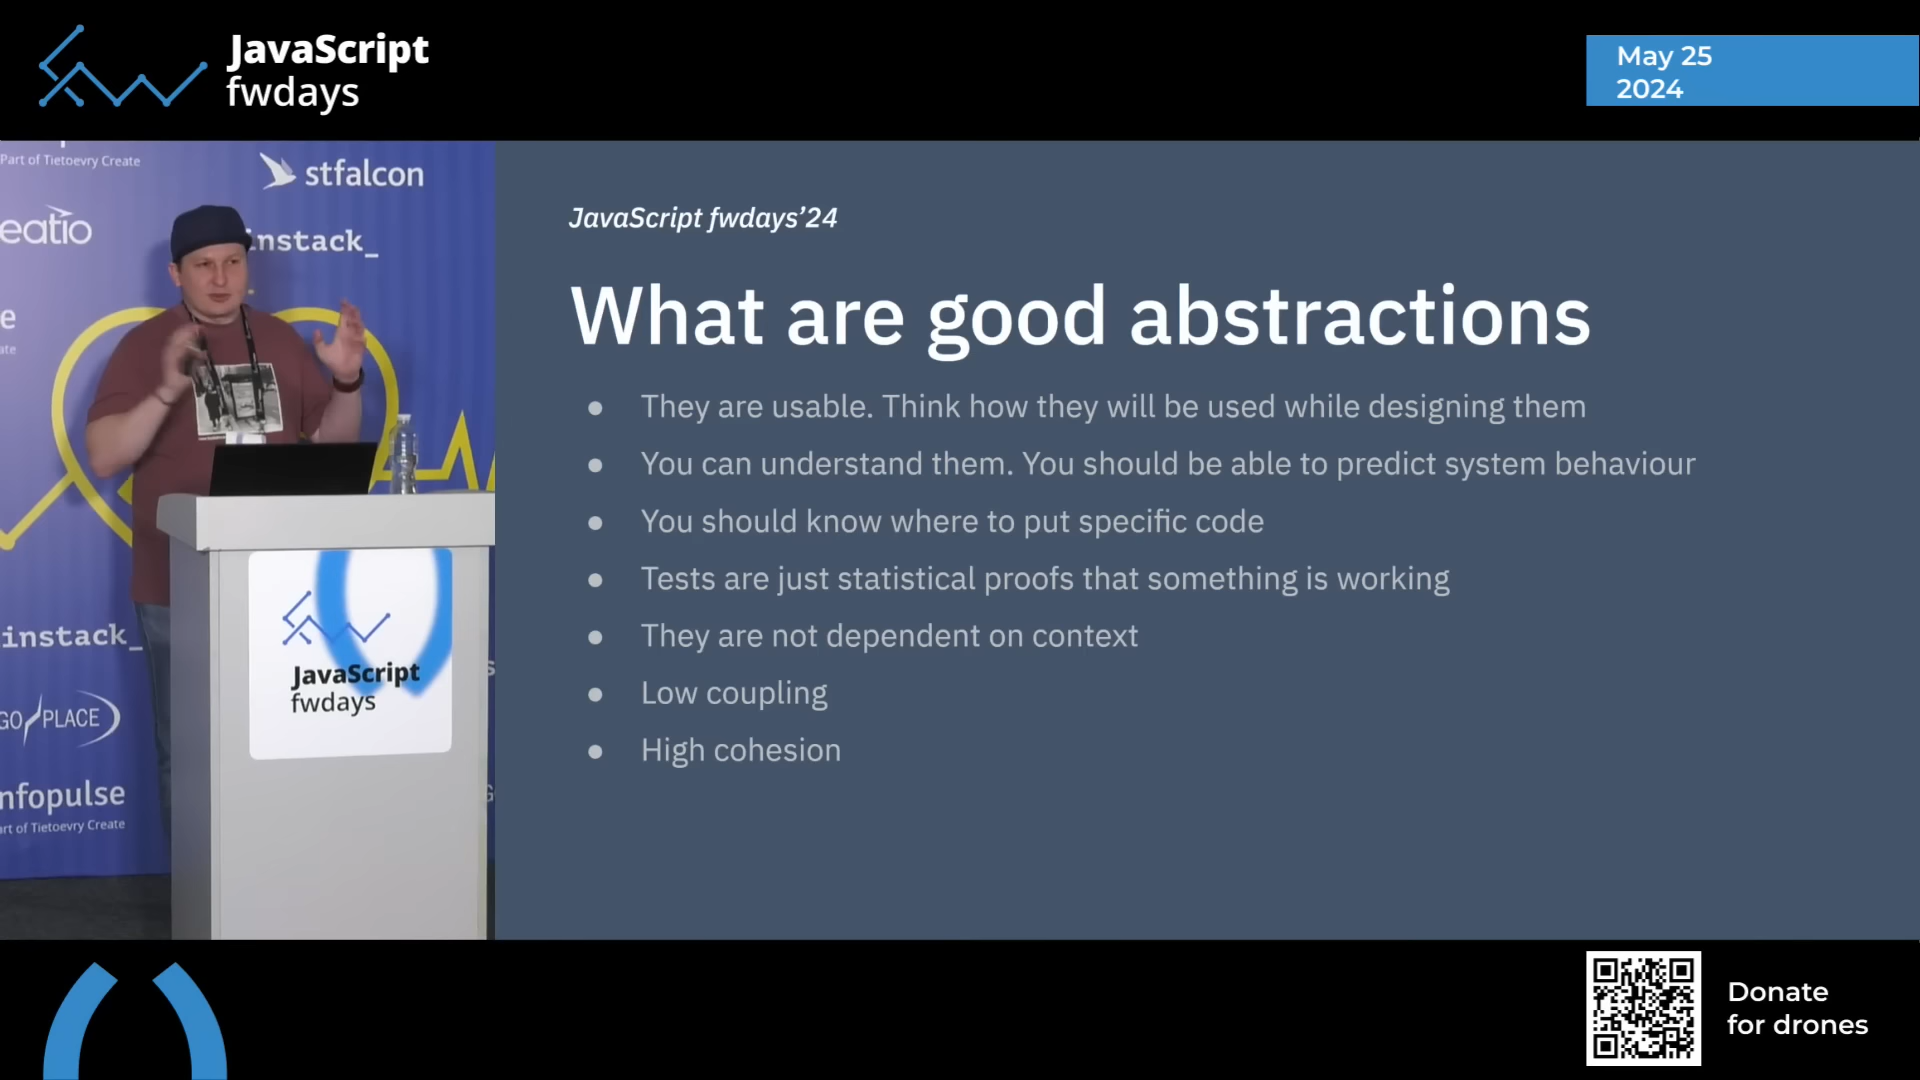 JavaScript
fwdays
May 25
2024
Part of Tietoevry Create
stfalcon
eatio
instack_
instack_
GO PLACE
nfopulse
art of Tietoevry Create
JavaScript
fwdays
JavaScript fwdays’24
What are good abstractions
● They are usable. Think how they will be used while designing them
● You can understand them. You should be able to predict system behaviour
● You should know where to put specific code
● Tests are just statistical proofs that something is working
● They are not dependent on context
● Low coupling
● High cohesion
Donate
for drones